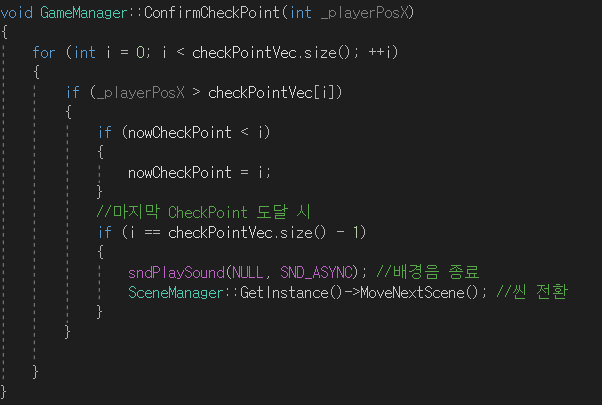 void GameManager::ConfirmCheckPoint(int _playerPosX)
{
for (int i = 0; i < checkPointVec.size(); ++i)
{
if (_playerPosX > checkPointVec[i])
{
if (nowCheckPoint < i)
{
nowCheckPoint = i;
}
//마지막 CheckPoint 도달 시
if (i == checkPointVec.size() - 1)
{
sndPlaySound(NULL, SND_ASYNC); //배경음 종료
SceneManager::GetInstance()->MoveNextScene(); //씬 전환
}
}
}
}